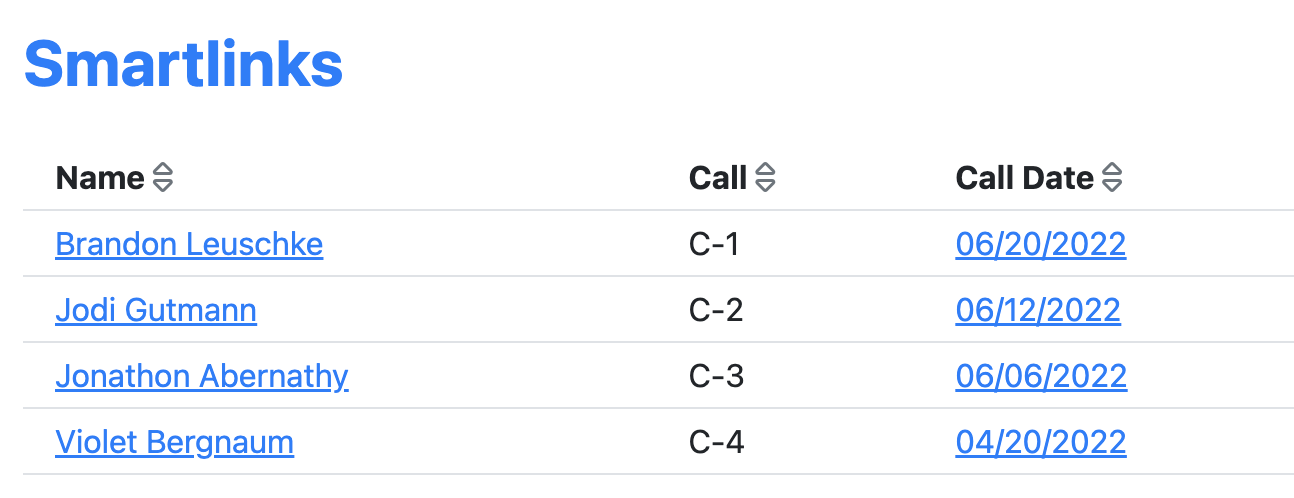 Smartlinks
Name Call Call Date
Brandon Leuschke C-1 06/20/2022
Jodi Gutmann C-2 06/12/2022
Jonathon Abernathy C-3 06/06/2022
Violet Bergnaum C-4 04/20/2022